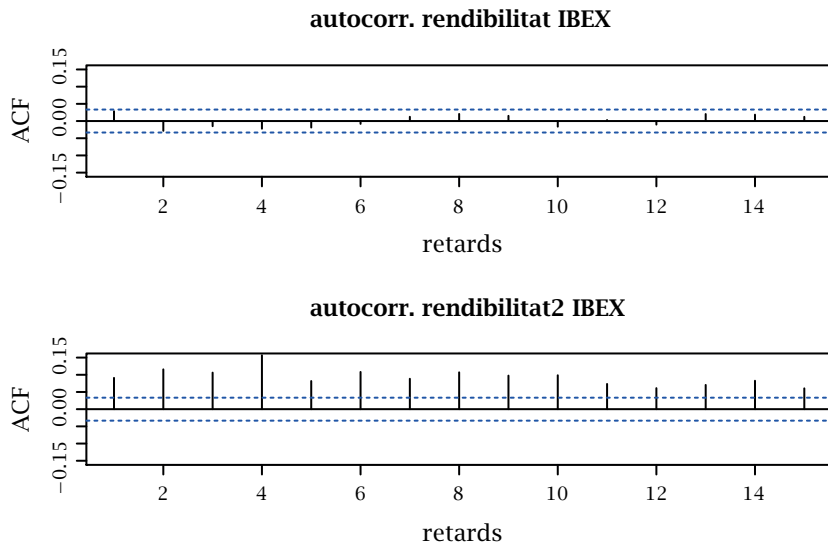 autocorr. rendibilitat IBEX
ACF
0.15
0.00
−0.15
2 4 6 8 10 12 14
retards
autocorr. rendibilitat2 IBEX
ACF
0.15
0.00
−0.15
2 4 6 8 10 12 14
retards